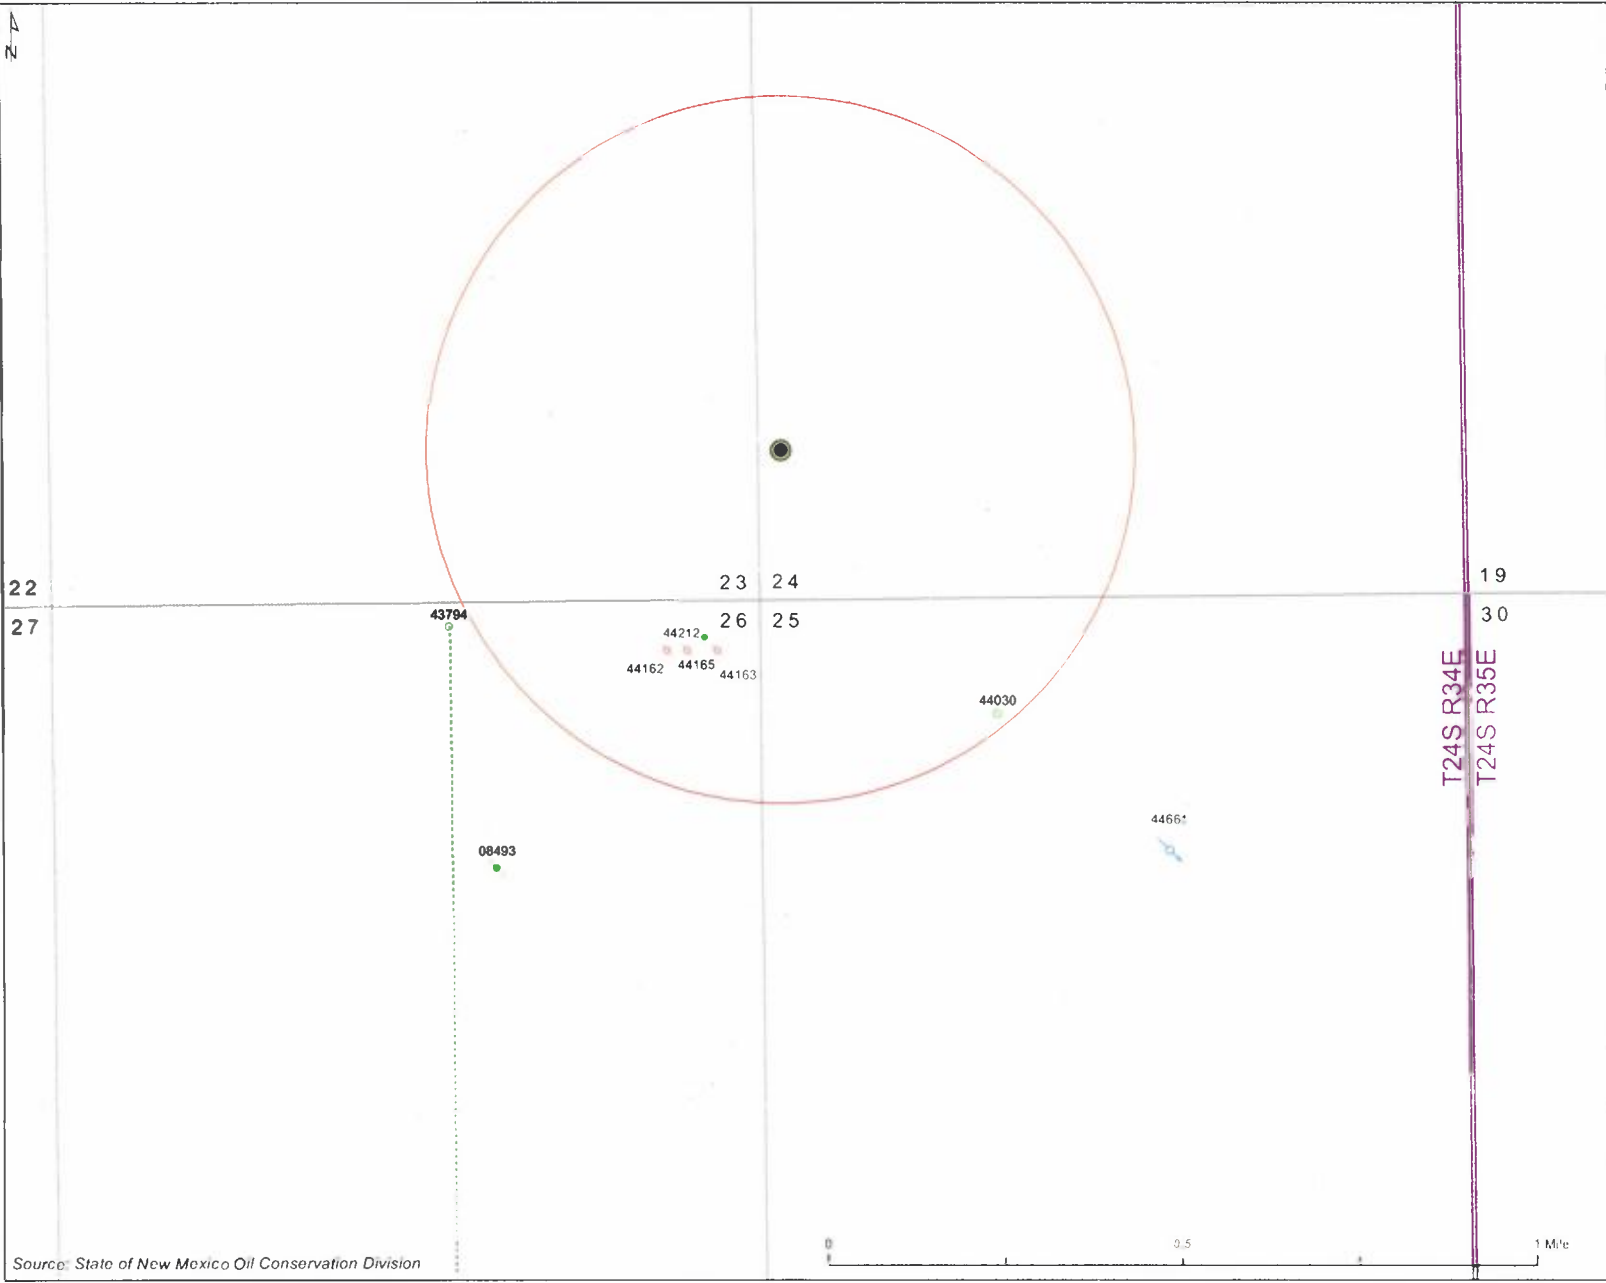 N
23 24
22
19
43794
26 25
30
27
44212
44162 44165 44163
44030
T24S R34E
T24S R35E
08493
0 0.5 1 Mile
Source: State of New Mexico Oil Conservation Division